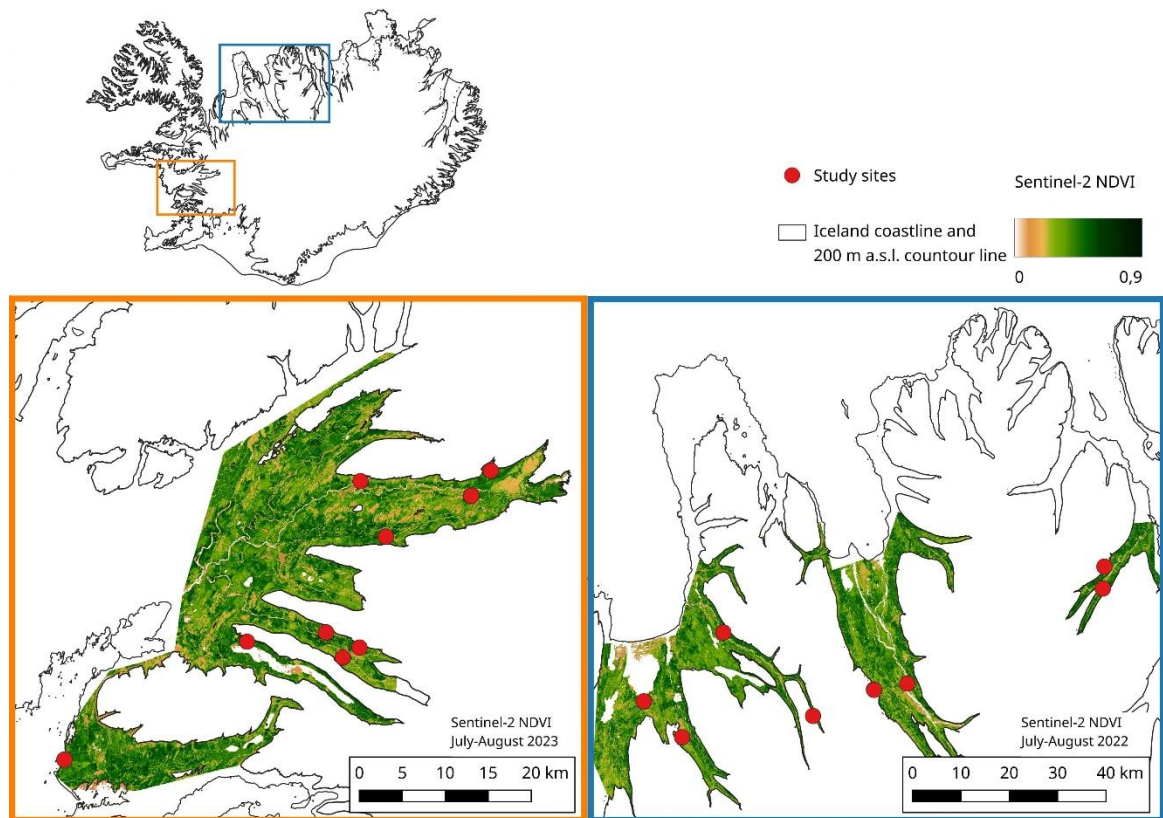 Study sites
Iceland coastline and
200 m a.s.l. countour line
Sentinel-2 NDVI
0 0,9
Sentinel-2 NDVI
July-August 2023
0 5 10 15 20 km
Sentinel-2 NDVI
July-August 2022
0 10 20 30 40 km